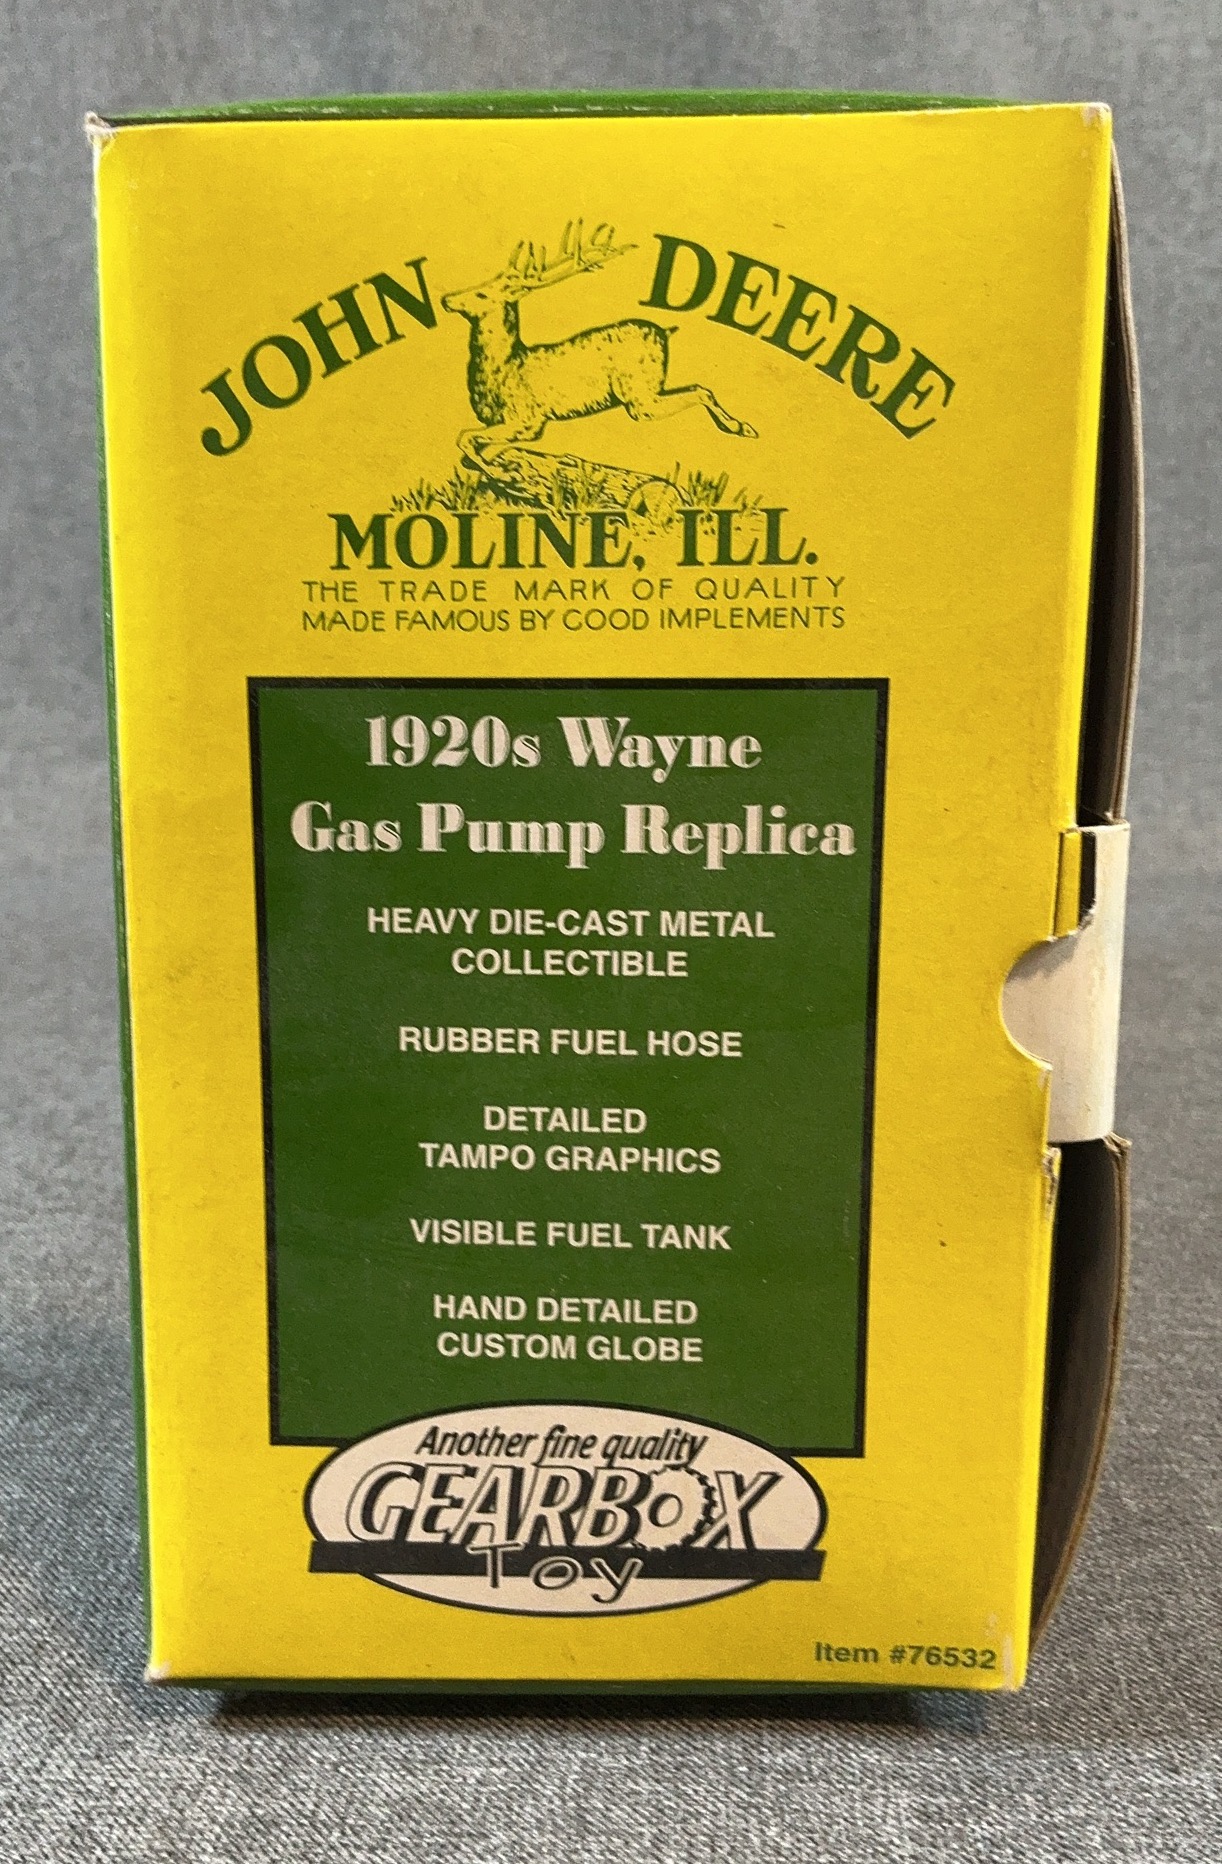 JOHN DEERE
MOLINE, ILL.
THE TRADE MARK OF QUALITY
MADE FAMOUS BY GOOD IMPLEMENTS
1920s Wayne
Gas Pump Replica
HEAVY DIE-CAST METAL
COLLECTIBLE
RUBBER FUEL HOSE
DETAILED
TAMPO GRAPHICS
VISIBLE FUEL TANK
HAND DETAILED
CUSTOM GLOBE
Another fine quality
GEARBOX
Toy
Item #76532